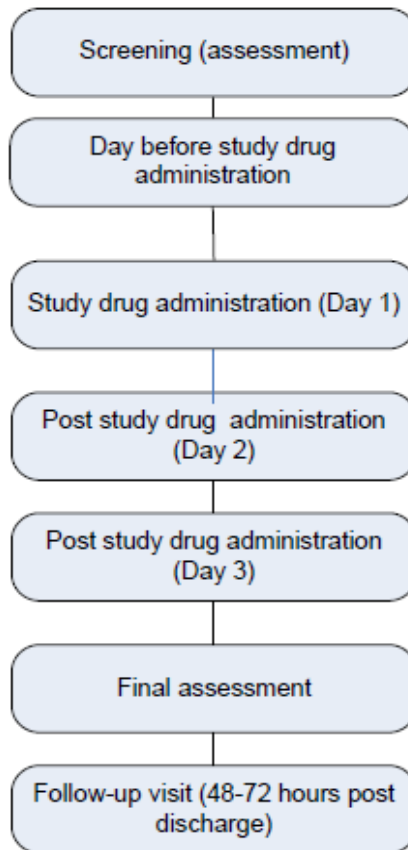 Screening (assessment)
Day before study drug
administration
Study drug administration (Day 1)
Post study drug administration
(Day 2)
Post study drug administration
(Day 3)
Final assessment
Follow-up visit (48-72 hours post
discharge)